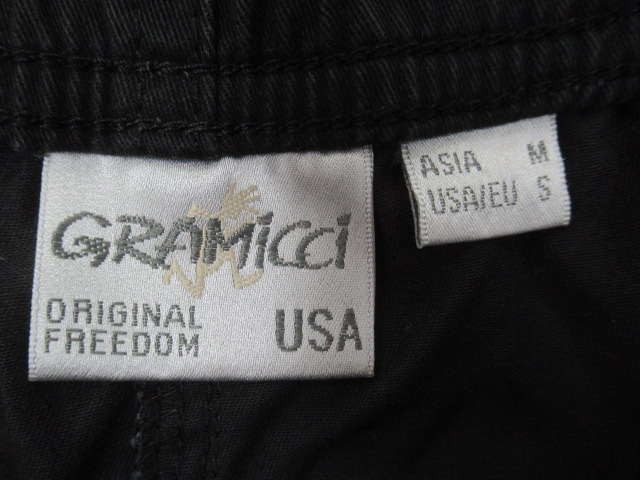 GRAMiCCi
ORIGINAL
FREEDOM
USA
ASIA M
USA/EU S